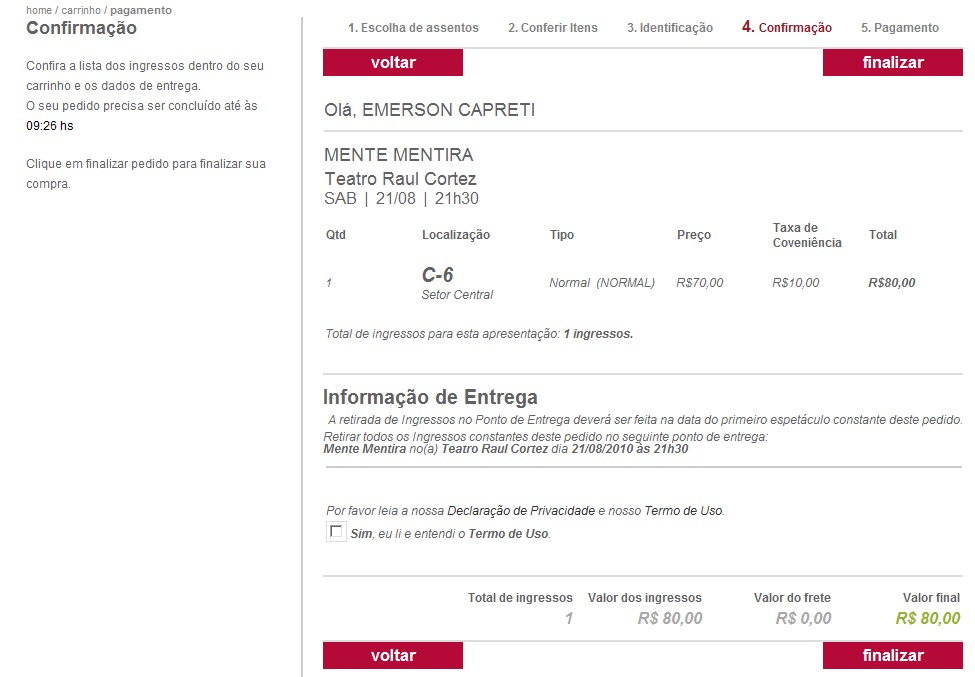 home / carrinho / pagamento
Confirmação
Confira a lista dos ingressos dentro do seu
carrinho e os dados de entrega.
O seu pedido precisa ser concluído até às
09:26 hs
Clique em finalizar pedido para finalizar sua
compra.
1. Escolha de assentos 2. Conferir Itens 3. Identificação 4. Confirmação 5. Pagamento
voltar finalizar
Olá, EMERSON CAPRETI
MENTE MENTIRA
Teatro Raul Cortez
SAB | 21/08 | 21h30
Qtd Localização Tipo Preço Taxa de Coveniência Total
1 C-6 Normal (NORMAL) R$70,00 R$10,00 R$80,00
Setor Central
Total de ingressos para esta apresentação: 1 ingressos.
Informação de Entrega
A retirada de Ingressos no Ponto de Entrega deverá ser feita na data do primeiro espetáculo constante deste pedido.
Retirar todos os Ingressos constantes deste pedido no seguinte ponto de entrega:
Mente Mentira no(a) Teatro Raul Cortez dia 21/08/2010 às 21h30
Por favor leia a nossa Declaração de Privacidade e nosso Termo de Uso.
Sim, eu li e entendi o Termo de Uso.
Total de ingressos Valor dos ingressos Valor do frete Valor final
1 R$ 80,00 R$ 0,00 R$ 80,00
voltar finalizar